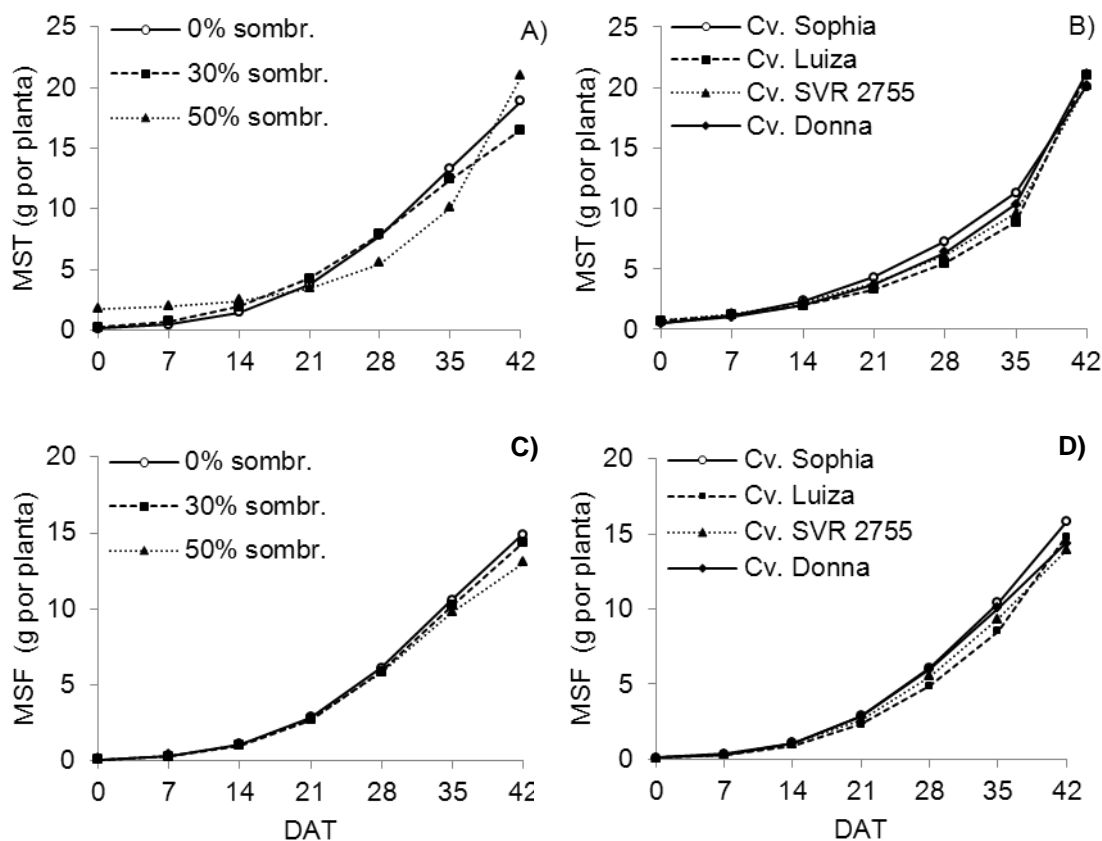 A)
MST (g por planta)
25
20
15
10
5
0
0% sombr.
30% sombr.
50% sombr.
0 7 14 21 28 35 42
B)
MST (g por planta)
25
20
15
10
5
0
Cv. Sophia
Cv. Luiza
Cv. SVR 2755
Cv. Donna
0 7 14 21 28 35 42
C)
MSF (g por planta)
20
15
10
5
0
0% sombr.
30% sombr.
50% sombr.
0 7 14 21 28 35 42
DAT
D)
MSF (g por planta)
20
15
10
5
0
Cv. Sophia
Cv. Luiza
Cv. SVR 2755
Cv. Donna
0 7 14 21 28 35 42
DAT